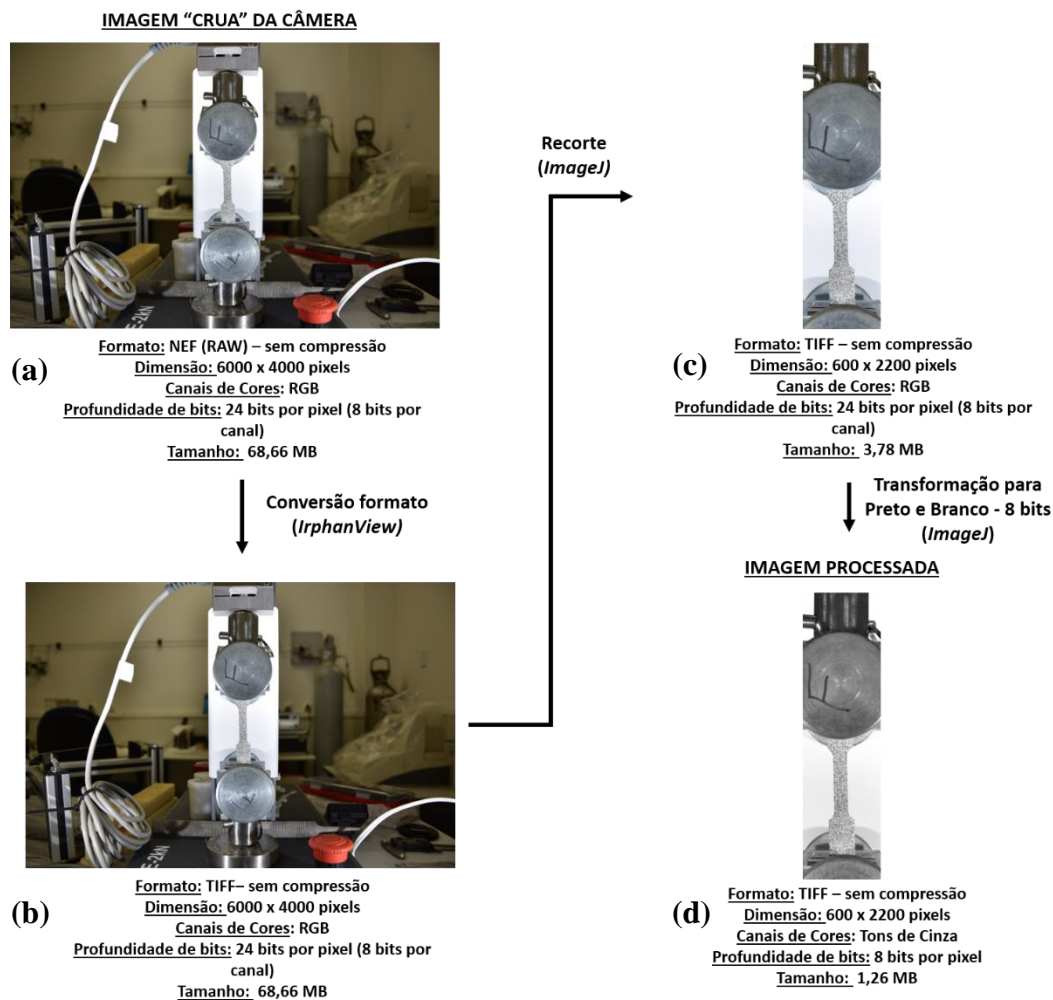 IMAGEM “CRUA” DA CÂMERA
E-2kN
(a)
Formato: NEF (RAW) – sem compressão
Dimensão: 6000 x 4000 pixels
Canais de Cores: RGB
Profundidade de bits: 24 bits por pixel (8 bits por
canal)
Tamanho:  68,66 MB
Conversão formato
(IrphanView)
E-2kN
(b)
Formato: TIFF– sem compressão
Dimensão: 6000 x 4000 pixels
Canais de Cores: RGB
Profundidade de bits: 24 bits por pixel (8 bits por
canal)
Tamanho:  68,66 MB
Recorte
(ImageJ)
(c)
Formato: TIFF – sem compressão
Dimensão: 600 x 2200 pixels
Canais de Cores: RGB
Profundidade de bits: 24 bits por pixel (8 bits por
canal)
Tamanho:  3,78 MB
Transformação para
Preto e Branco - 8 bits
(ImageJ)
IMAGEM PROCESSADA
(d)
Formato: TIFF – sem compressão
Dimensão: 600 x 2200 pixels
Canais de Cores: Tons de Cinza
Profundidade de bits: 8 bits por pixel
Tamanho:  1,26 MB